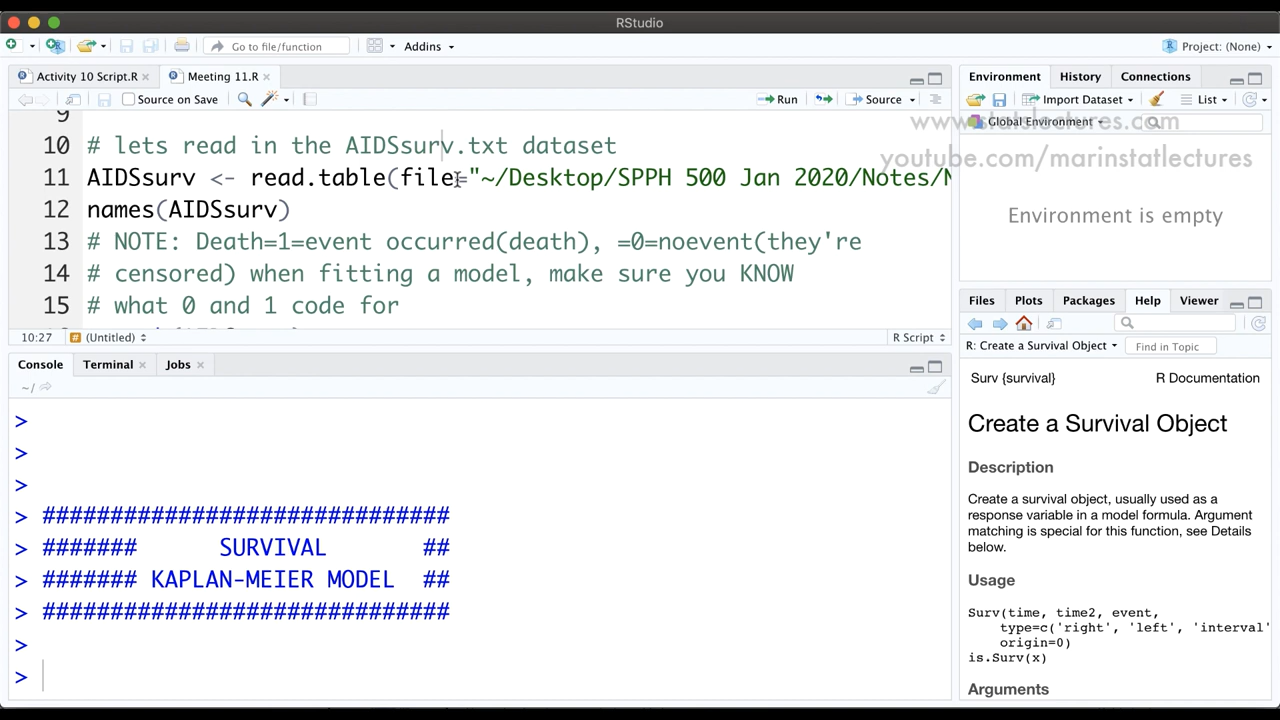 RStudio
Go to file/function
Addins
Project: (None)
Activity 10 Script.R
Meeting 11.R
Source on Save
Run
Source
9
10 # lets read in the AIDSsurv.txt dataset
11 AIDSsurv <- read.table(file="~/Desktop/SPPH 500 Jan 2020/Notes/
12 names(AIDSsurv)
13 # NOTE: Death=1=event occurred(death), =0=noevent(they're
14 # censored) when fitting a model, make sure you KNOW
15 # what 0 and 1 code for
10:27
(Untitled)
R Script
Console
Terminal
Jobs
~/
>
>
>
> ##############################
> #######      SURVIVAL       ##
> ####### KAPLAN-MEIER MODEL  ##
> ##############################
>
>
Environment
History
Connections
Import Dataset
List
Global Environment
www.statslectures.com
youtube.com/marinstatlectures
Environment is empty
Files
Plots
Packages
Help
Viewer
R: Create a Survival Object
Find in Topic
Surv {survival}
R Documentation
Create a Survival Object
Description
Create a survival object, usually used as a
response variable in a model formula. Argument
matching is special for this function, see Details
below.
Usage
Surv(time, time2, event,
type=c('right', 'left', 'interval'
origin=0)
is.Surv(x)
Arguments